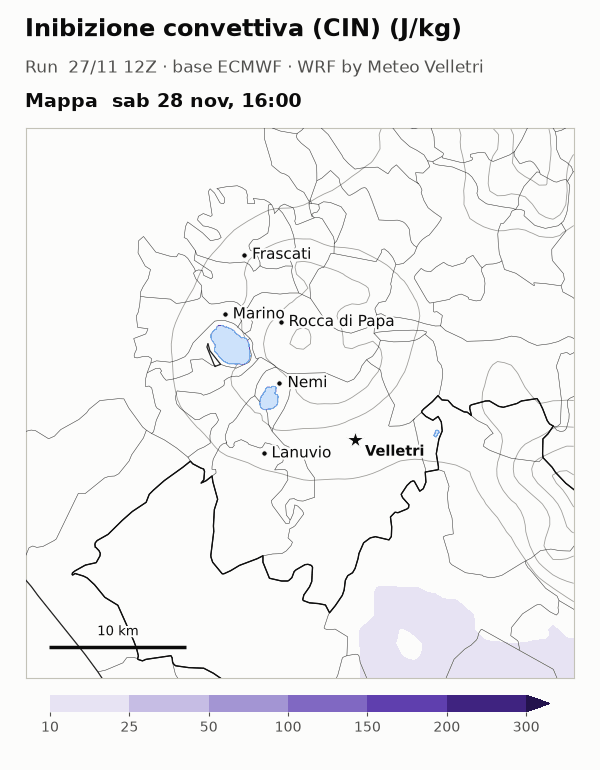 Inibizione convettiva (CIN) (J/kg)
Run  27/11 12Z · base ECMWF · WRF by Meteo Velletri
Mappa  sab 28 nov, 16:00
Frascati
Marino
Rocca di Papa
Nemi
Velletri
Lanuvio
10 km
10 25 50 100 150 200 300